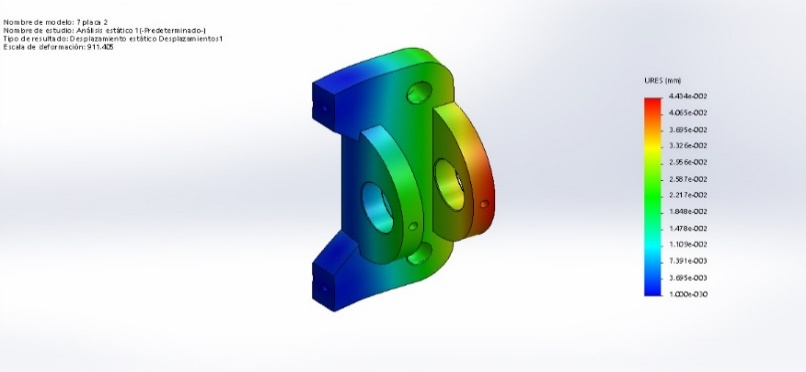 Nombre de modelo: 7 placa 2
Nombre de estudio: Análisis estático 1(-Predeterminado-)
Tipo de resultado: Desplazamiento estático Desplazamientos1
Escala de deformación: 911.405
URES (mm)
4.434e-002
4.065e-002
3.695e-002
3.326e-002
2.956e-002
2.587e-002
2.217e-002
1.848e-002
1.478e-002
1.109e-002
7.391e-003
3.695e-003
1.000e-030